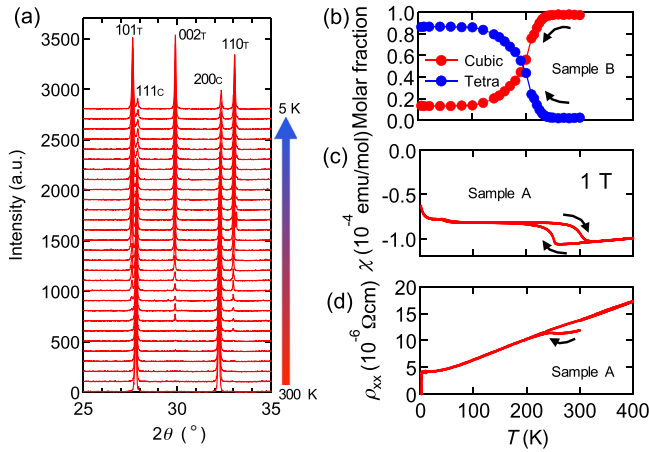 (a)
Intensity (a.u.)
3500
3000
2500
2000
1500
1000
500
0
101T
002T
110T
111C
200C
5 K
300 K
25
30
35
2θ (°)
(b)
Molar fraction
1.0
0.8
0.6
0.4
0.2
0.0
Cubic
Tetra
Sample B
(c)
χ (10-4 emu/mol)
0.0
-0.5
-1.0
Sample A
1 T
(d)
ρxx (10-6 Ωcm)
20
15
10
5
0
Sample A
0
100
200
300
400
T (K)